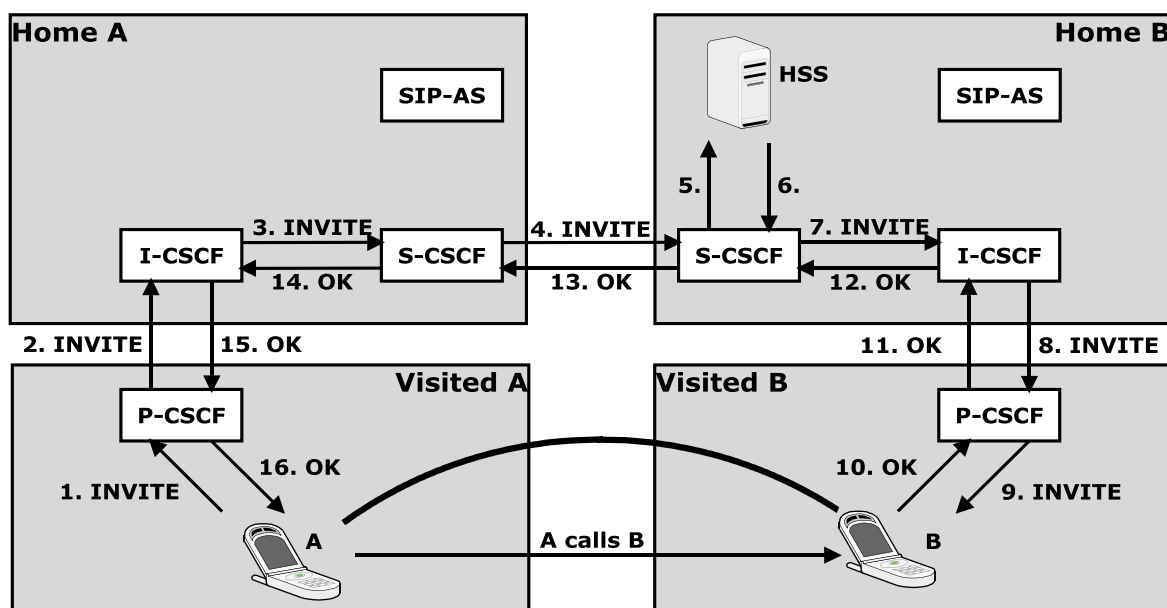 Home A
Home B
HSS
SIP-AS
SIP-AS
5.
6.
3. INVITE
4. INVITE
7. INVITE
I-CSCF
S-CSCF
S-CSCF
I-CSCF
14. OK
13. OK
12. OK
2. INVITE
15. OK
11. OK
8. INVITE
Visited A
Visited B
P-CSCF
P-CSCF
16. OK
10. OK
1. INVITE
9. INVITE
A
A calls B
B